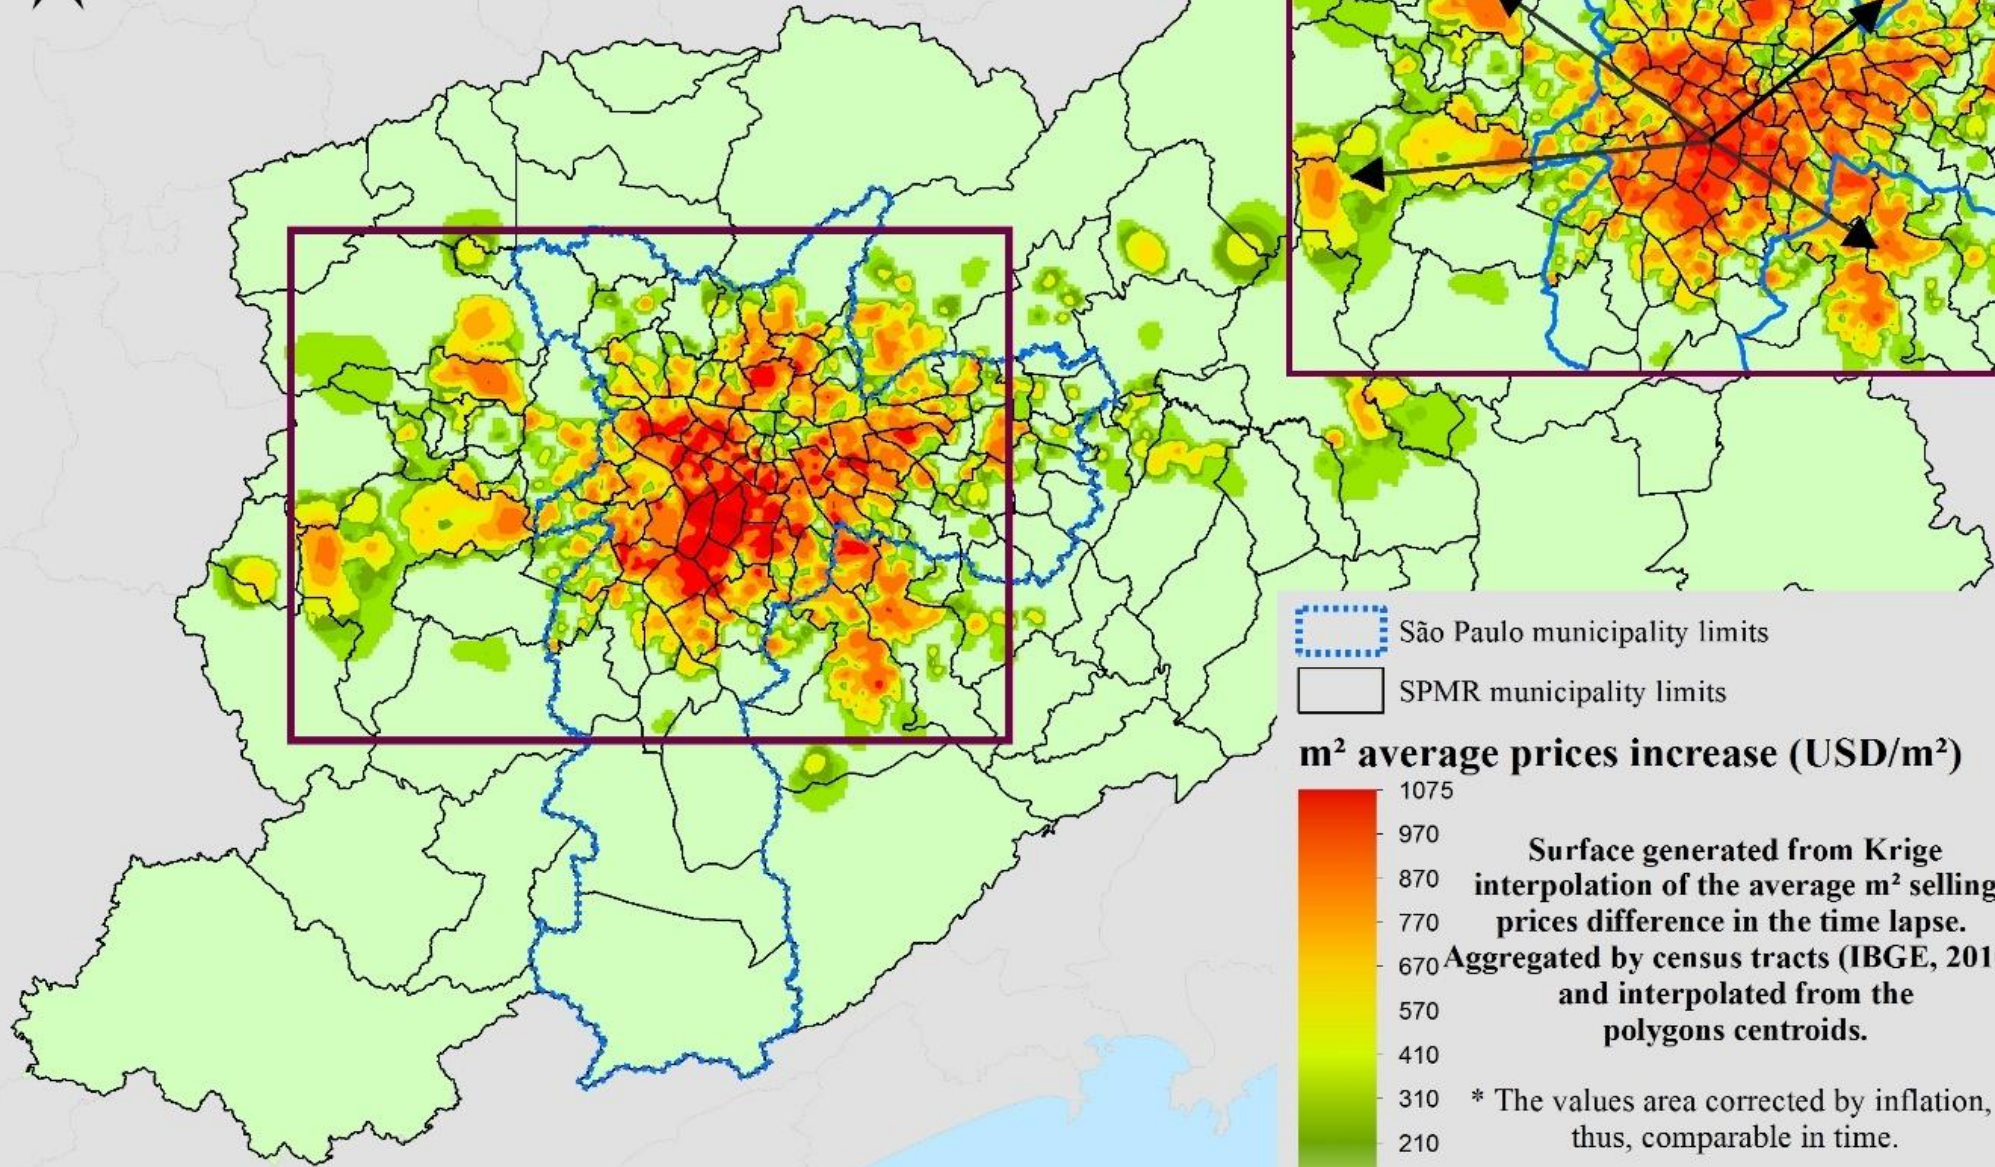 São Paulo municipality limits
SPMR municipality limits
m² average prices increase (USD/m²)
1075
970
870
770
670
570
410
310
210
Surface generated from Krige
interpolation of the average m² selling
prices difference in the time lapse.
Aggregated by census tracts (IBGE, 201
and interpolated from the
polygons centroids.
* The values area corrected by inflation,
thus, comparable in time.